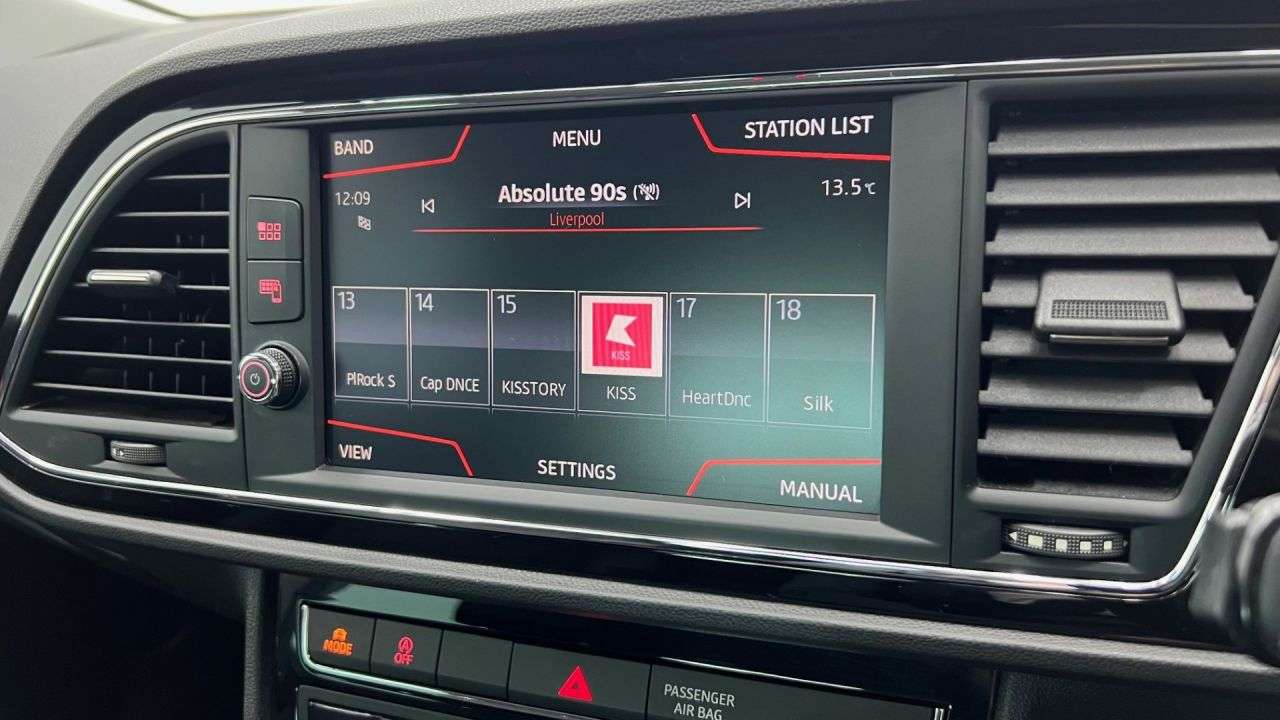 BAND
MENU
STATION LIST
12:09
Absolute 90s
13.5°C
Liverpool
13
14
15
KISS
17
18
PlRock S
Cap DNCE
KISSTORY
KISS
HeartDnc
Silk
VIEW
SETTINGS
MANUAL
MODE
A
OFF
PASSENGER
AIR BAG